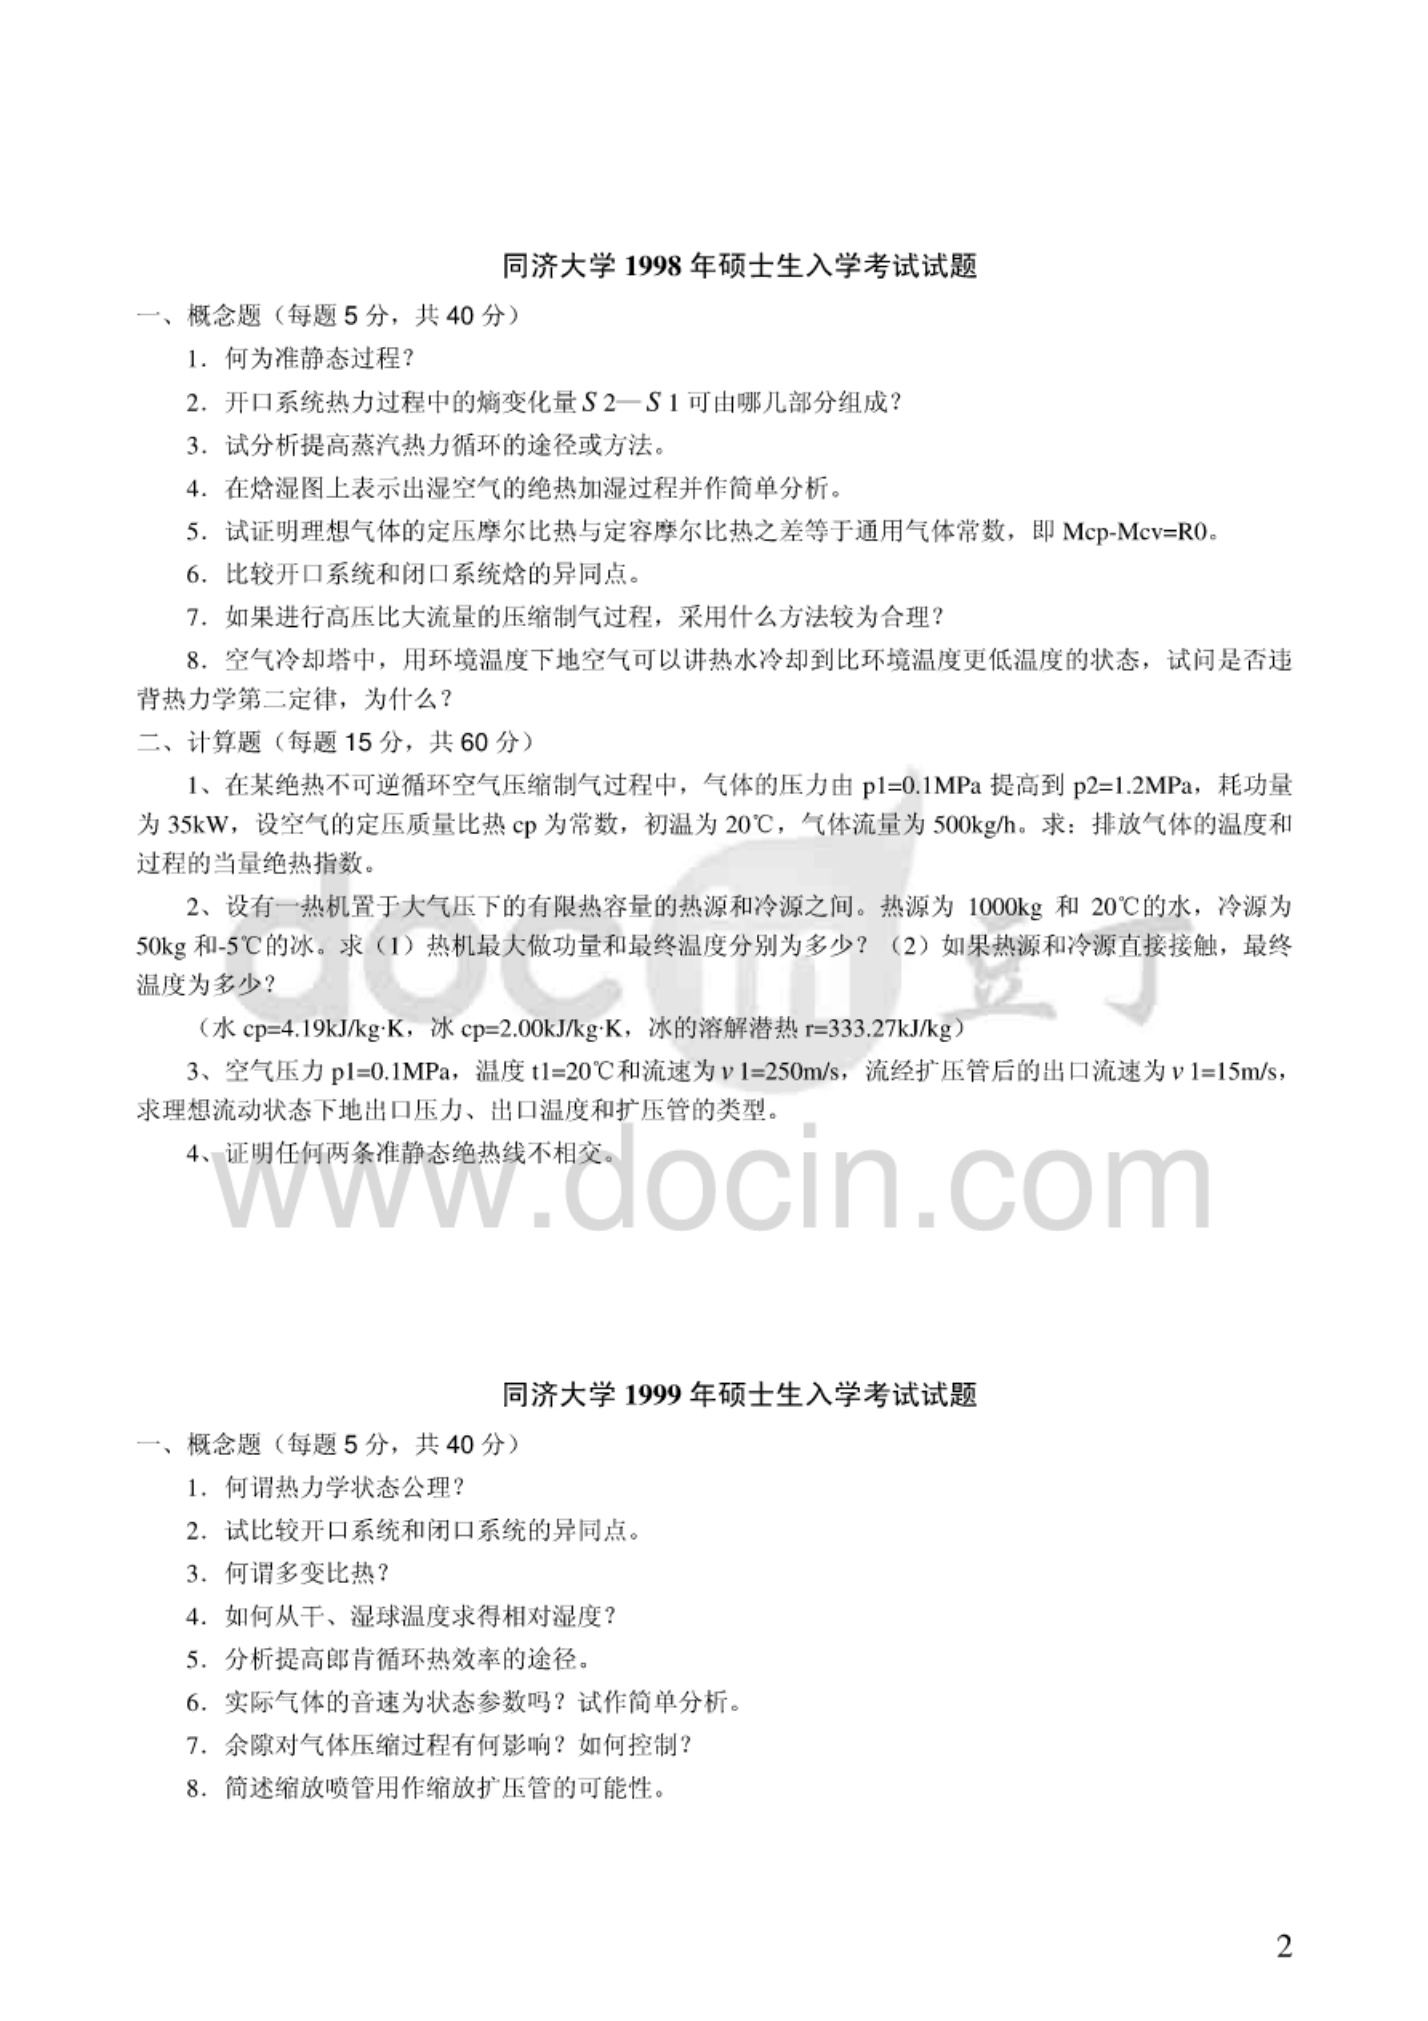 同济大学 1998 年硕士生入学考试试题
一、概念题（每题 5 分，共 40 分）
1．何为准静态过程？
2．开口系统热力过程中的熵变化量 S 2— S 1 可由哪几部分组成？
3．试分析提高蒸汽热力循环的途径或方法。
4．在焓湿图上表示出湿空气的绝热加湿过程并作简单分析。
5．试证明理想气体的定压摩尔比热与定容摩尔比热之差等于通用气体常数，即 Mcp-Mcv=R0。
6．比较开口系统和闭口系统焓的异同点。
7．如果进行高压比大流量的压缩制气过程，采用什么方法较为合理？
8．空气冷却塔中，用环境温度下地空气可以讲热水冷却到比环境温度更低温度的状态，试问是否违
背热力学第二定律，为什么？
二、计算题（每题 15 分，共 60 分）
1、在某绝热不可逆循环空气压缩制气过程中，气体的压力由 p1=0.1MPa 提高到 p2=1.2MPa，耗功量
为 35kW，设空气的定压质量比热 cp 为常数，初温为 20℃，气体流量为 500kg/h。求：排放气体的温度和
过程的当量绝热指数。
2、设有一热机置于大气压下的有限热容量的热源和冷源之间。热源为 1000kg 和 20℃的水，冷源为
50kg 和-5℃的冰。求（1）热机最大做功量和最终温度分别为多少？（2）如果热源和冷源直接接触，最终
温度为多少？
（水 cp=4.19kJ/kg·K，冰 cp=2.00kJ/kg·K，冰的溶解潜热 r=333.27kJ/kg）
3、空气压力 p1=0.1MPa，温度 t1=20℃和流速为 v 1=250m/s，流经扩压管后的出口流速为 v 1=15m/s，
求理想流动状态下地出口压力、出口温度和扩压管的类型。
4、证明任何两条准静态绝热线不相交。
docin 豆丁
www.docin.com
同济大学 1999 年硕士生入学考试试题
一、概念题（每题 5 分，共 40 分）
1．何谓热力学状态公理？
2．试比较开口系统和闭口系统的异同点。
3．何谓多变比热？
4．如何从干、湿球温度求得相对湿度？
5．分析提高郎肯循环热效率的途径。
6．实际气体的音速为状态参数吗？试作简单分析。
7．余隙对气体压缩过程有何影响？如何控制？
8．简述缩放喷管用作缩放扩压管的可能性。
2